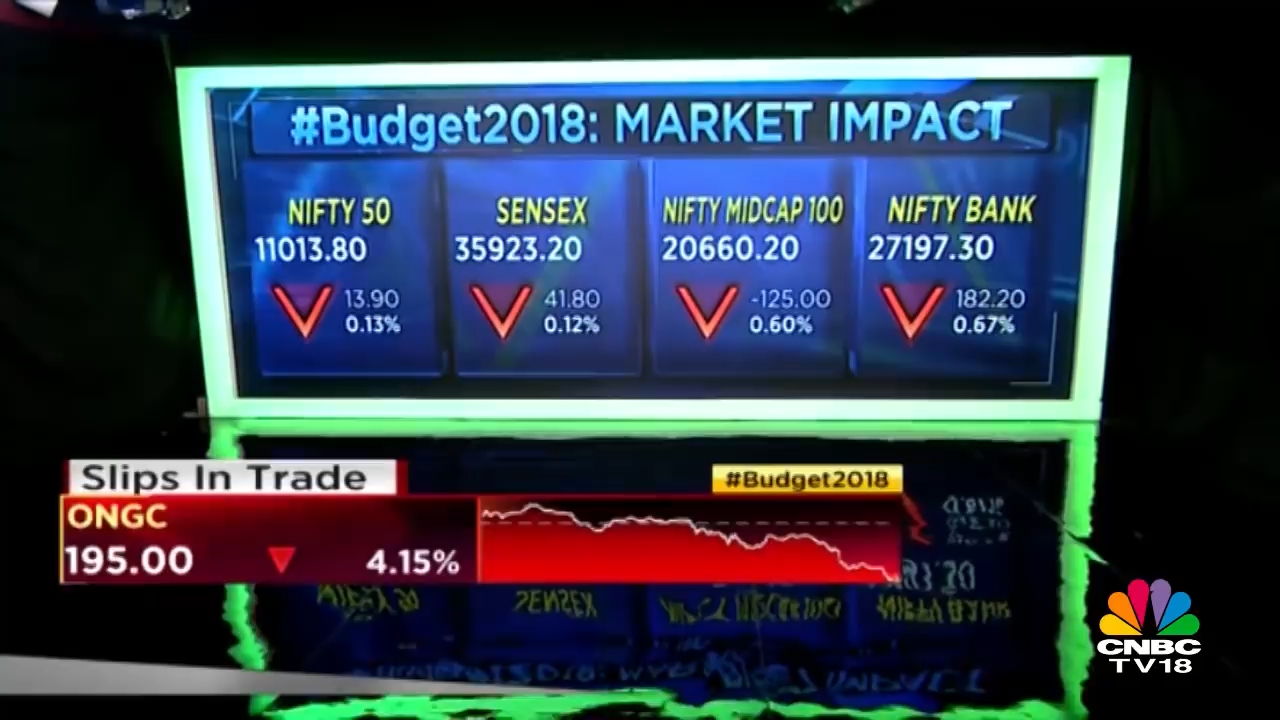 #Budget2018: MARKET IMPACT
NIFTY 50
11013.80
13.90
0.13%
SENSEX
35923.20
41.80
0.12%
NIFTY MIDCAP 100
20660.20
-125.00
0.60%
NIFTY BANK
27197.30
182.20
0.67%
Slips In Trade
#Budget2018
ONGC
195.00
4.15%
CNBC
TV18